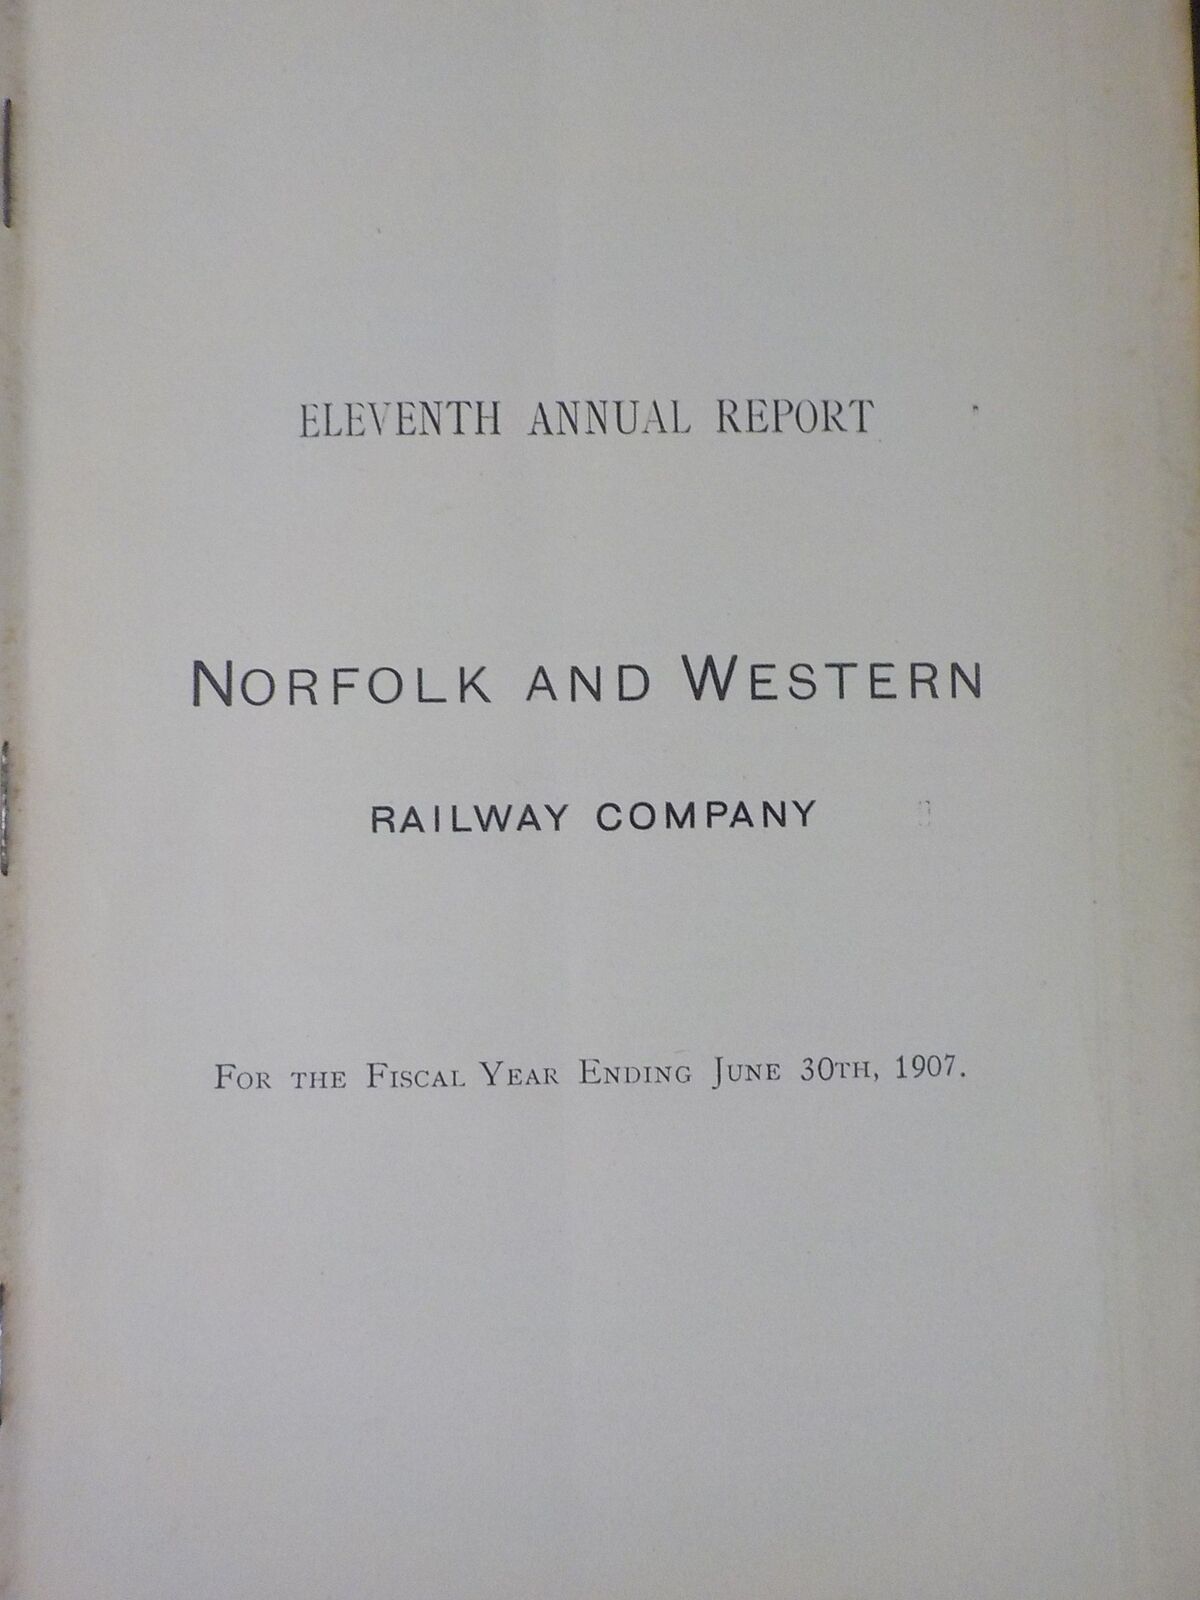 ELEVENTH ANNUAL REPORT
NORFOLK AND WESTERN
RAILWAY COMPANY
FOR THE FISCAL YEAR ENDING JUNE 30TH, 1907.